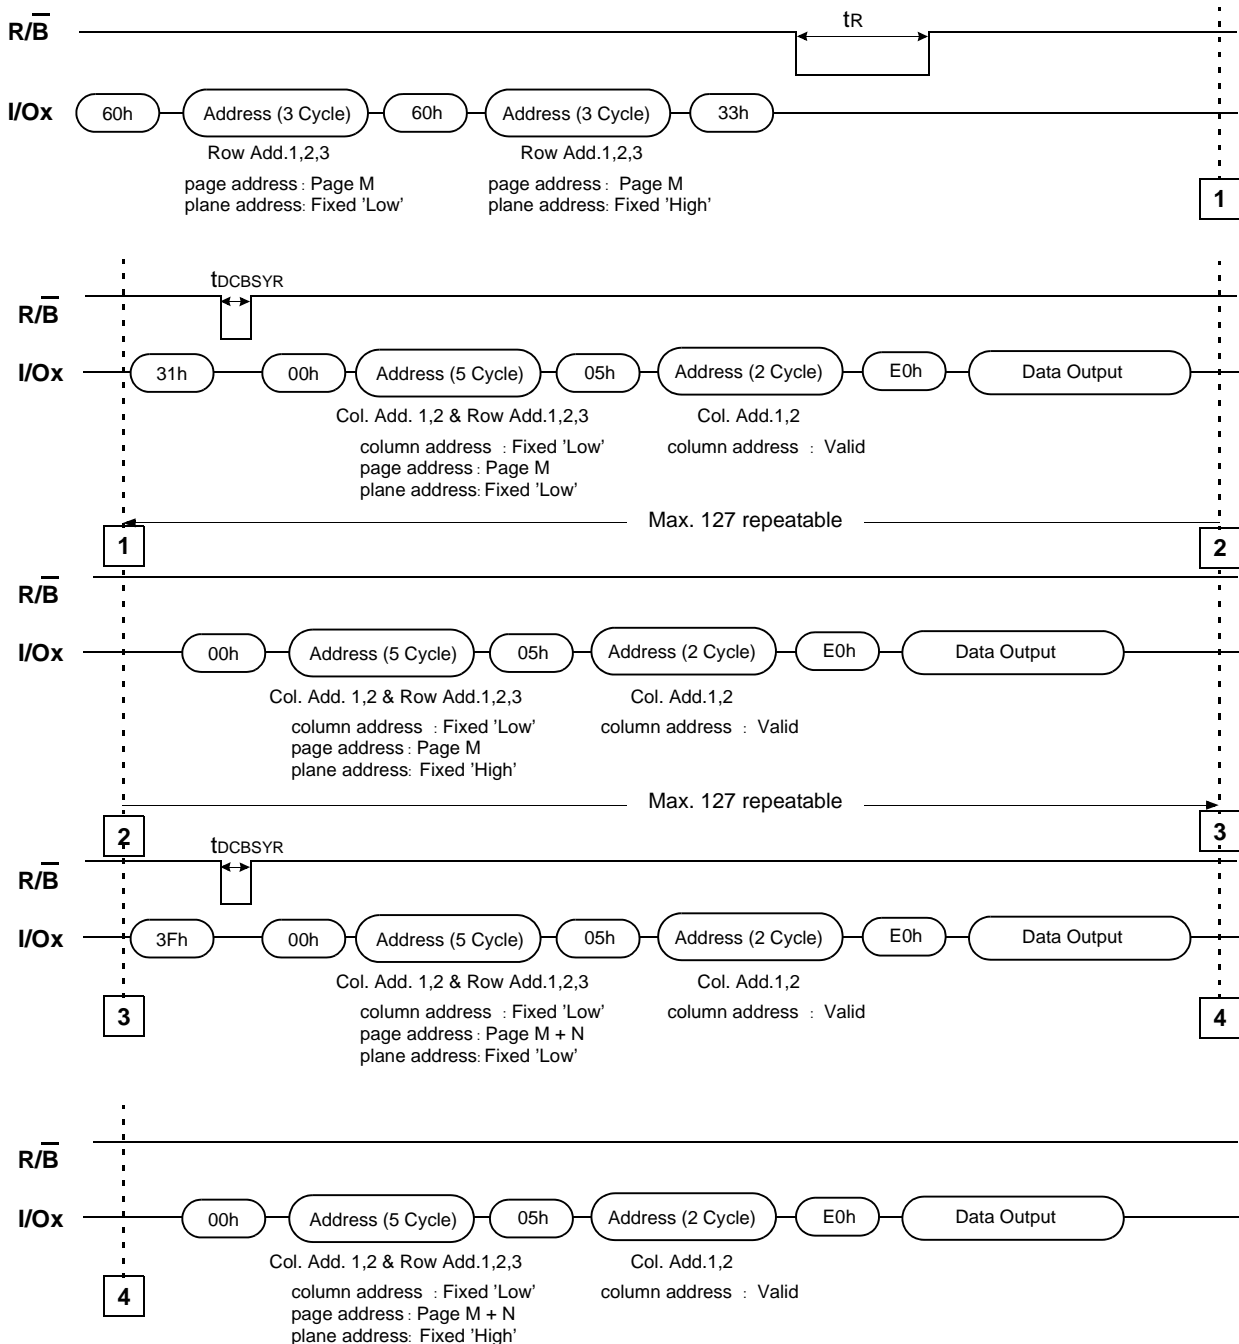 tR
R/B
I/Ox 60h Address (3 Cycle) 60h Address (3 Cycle) 33h
Row Add.1,2,3 Row Add.1,2,3
page address : Page M page address : Page M
plane address: Fixed 'Low' plane address: Fixed 'High'
1
tDCBSYR
R/B
I/Ox 31h 00h Address (5 Cycle) 05h Address (2 Cycle) E0h Data Output
Col. Add. 1,2 & Row Add.1,2,3 Col. Add.1,2
column address : Fixed 'Low' column address : Valid
page address : Page M
plane address: Fixed 'Low'
Max. 127 repeatable
1 2
R/B
I/Ox 00h Address (5 Cycle) 05h Address (2 Cycle) E0h Data Output
Col. Add. 1,2 & Row Add.1,2,3 Col. Add.1,2
column address : Fixed 'Low' column address : Valid
page address : Page M
plane address: Fixed 'High'
Max. 127 repeatable
2 3
tDCBSYR
R/B
I/Ox 3Fh 00h Address (5 Cycle) 05h Address (2 Cycle) E0h Data Output
Col. Add. 1,2 & Row Add.1,2,3 Col. Add.1,2
column address : Fixed 'Low' column address : Valid
page address : Page M + N
plane address: Fixed 'Low'
3 4
R/B
I/Ox 00h Address (5 Cycle) 05h Address (2 Cycle) E0h Data Output
Col. Add. 1,2 & Row Add.1,2,3 Col. Add.1,2
column address : Fixed 'Low' column address : Valid
page address : Page M + N
plane address: Fixed 'High'
4